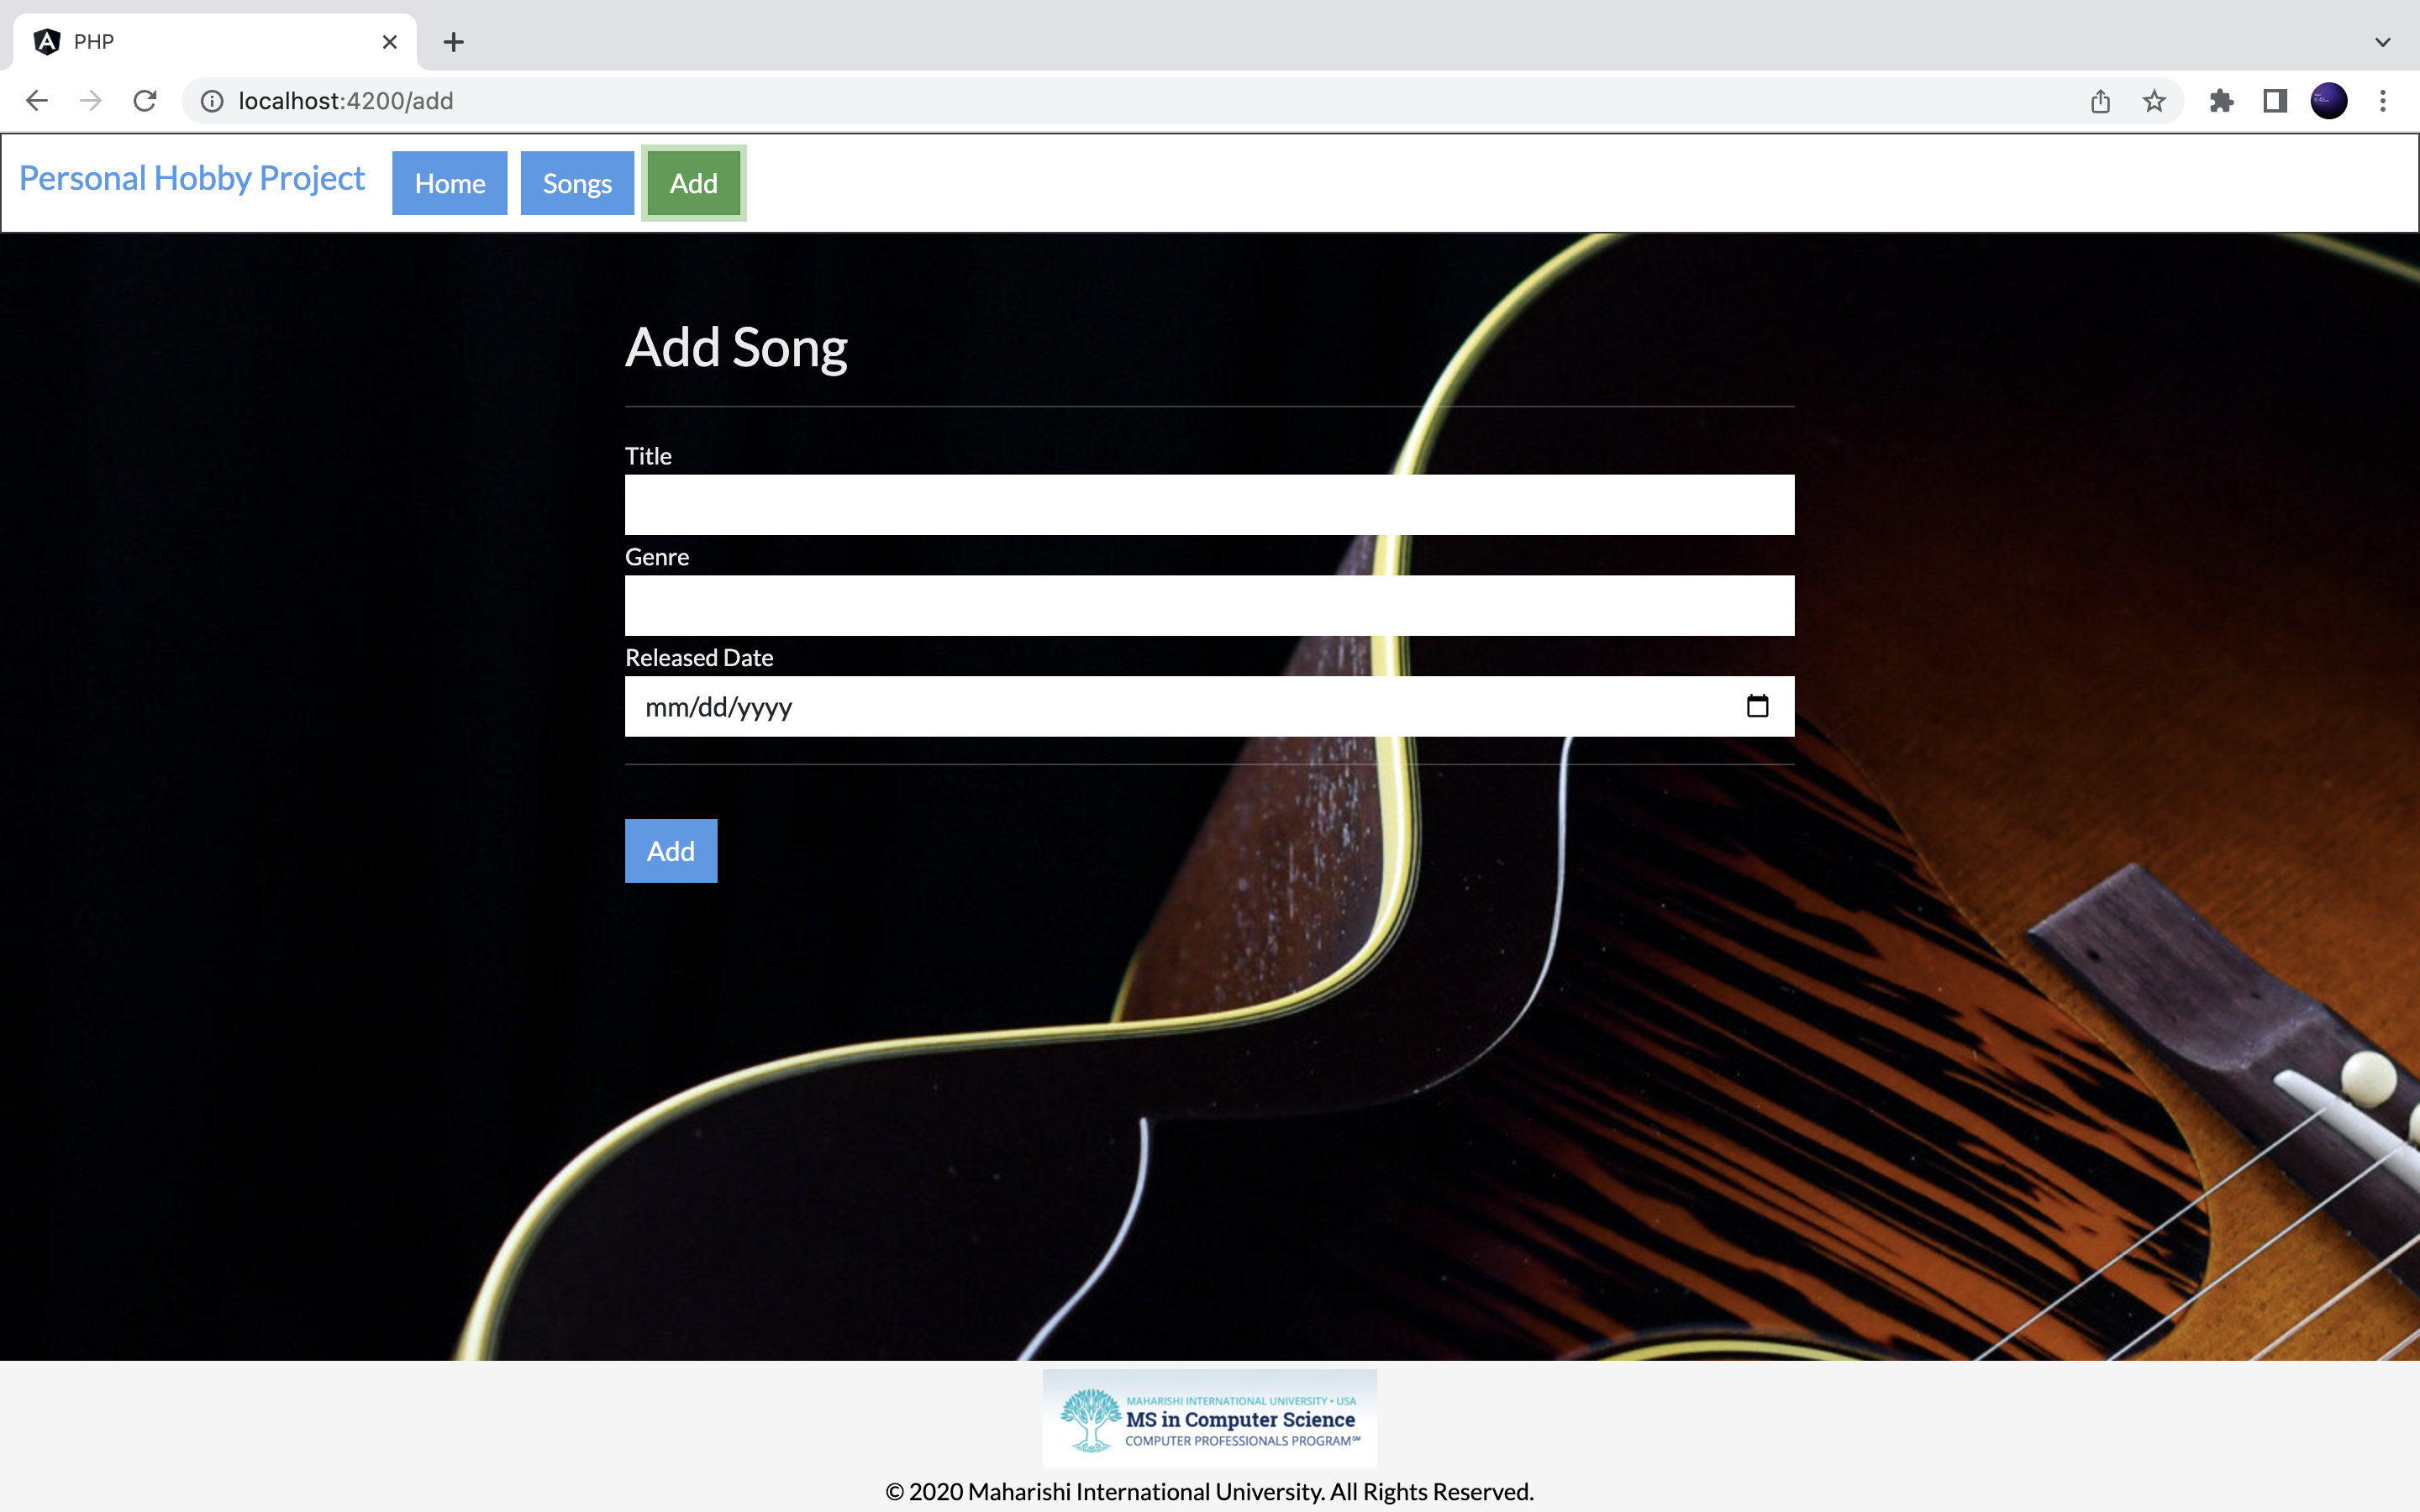 PHP
localhost:4200/add
Personal Hobby Project Home Songs Add
Add Song
Title
Genre
Released Date
mm/dd/yyyy
Add
MAHARISHI INTERNATIONAL UNIVERSITY • USA
MS in Computer Science
COMPUTER PROFESSIONALS PROGRAM℠
© 2020 Maharishi International University. All Rights Reserved.